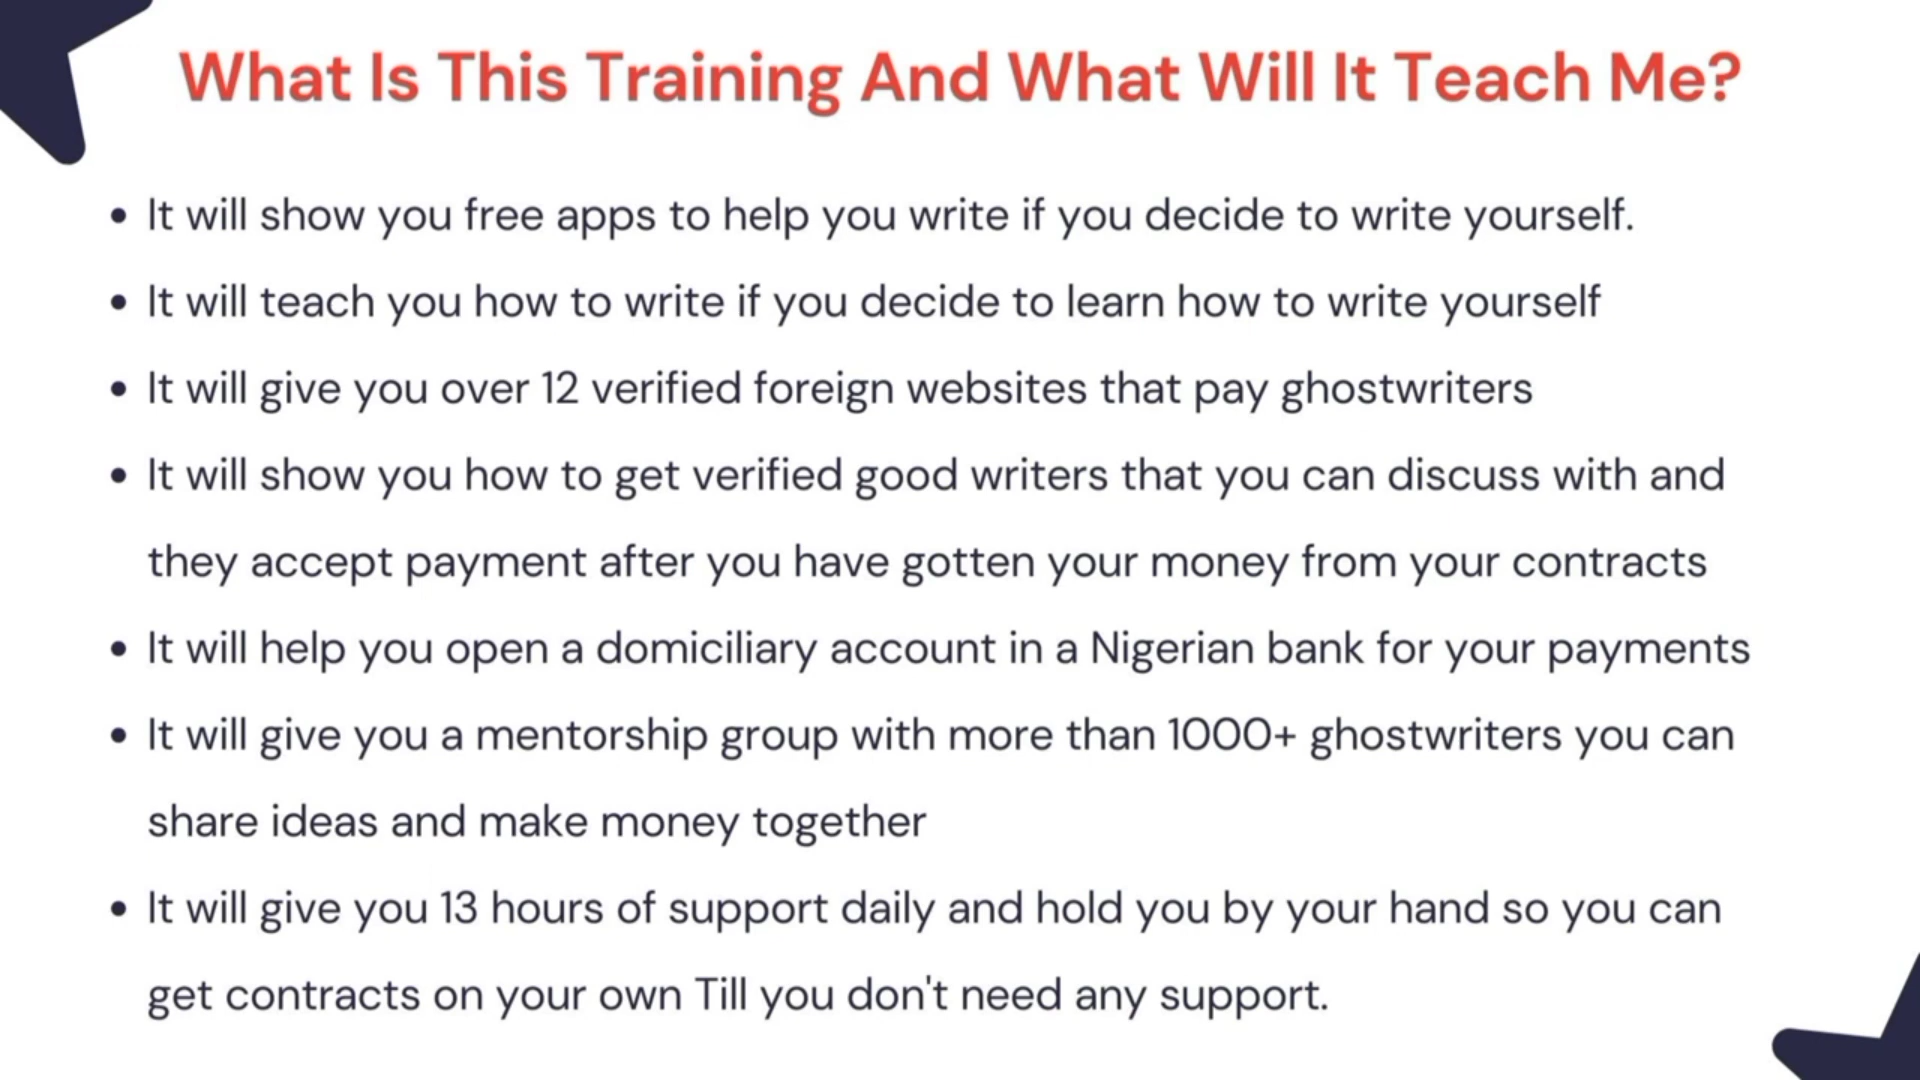 What Is This Training And What Will It Teach Me?
• It will show you free apps to help you write if you decide to write yourself.
• It will teach you how to write if you decide to learn how to write yourself
• It will give you over 12 verified foreign websites that pay ghostwriters
• It will show you how to get verified good writers that you can discuss with and
they accept payment after you have gotten your money from your contracts
• It will help you open a domiciliary account in a Nigerian bank for your payments
• It will give you a mentorship group with more than 1000+ ghostwriters you can
share ideas and make money together
• It will give you 13 hours of support daily and hold you by your hand so you can
get contracts on your own Till you don't need any support.